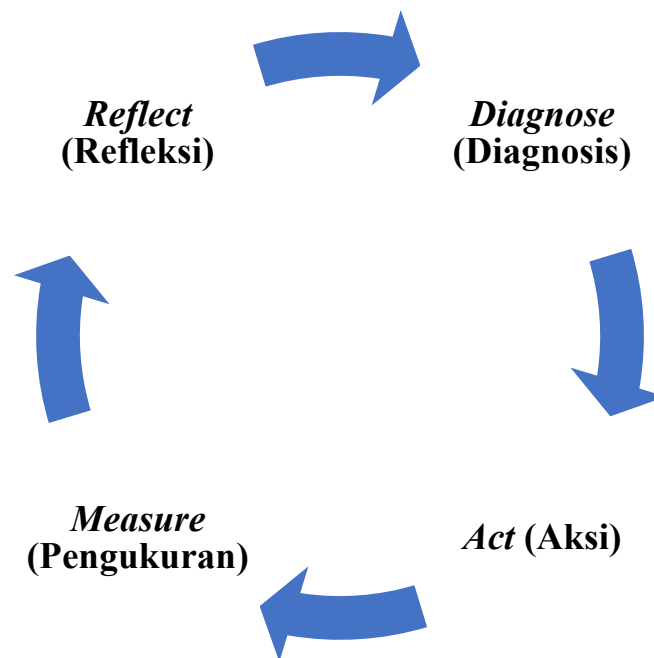 Reflect
(Refleksi)
Diagnose
(Diagnosis)
Measure
(Pengukuran)
Act (Aksi)